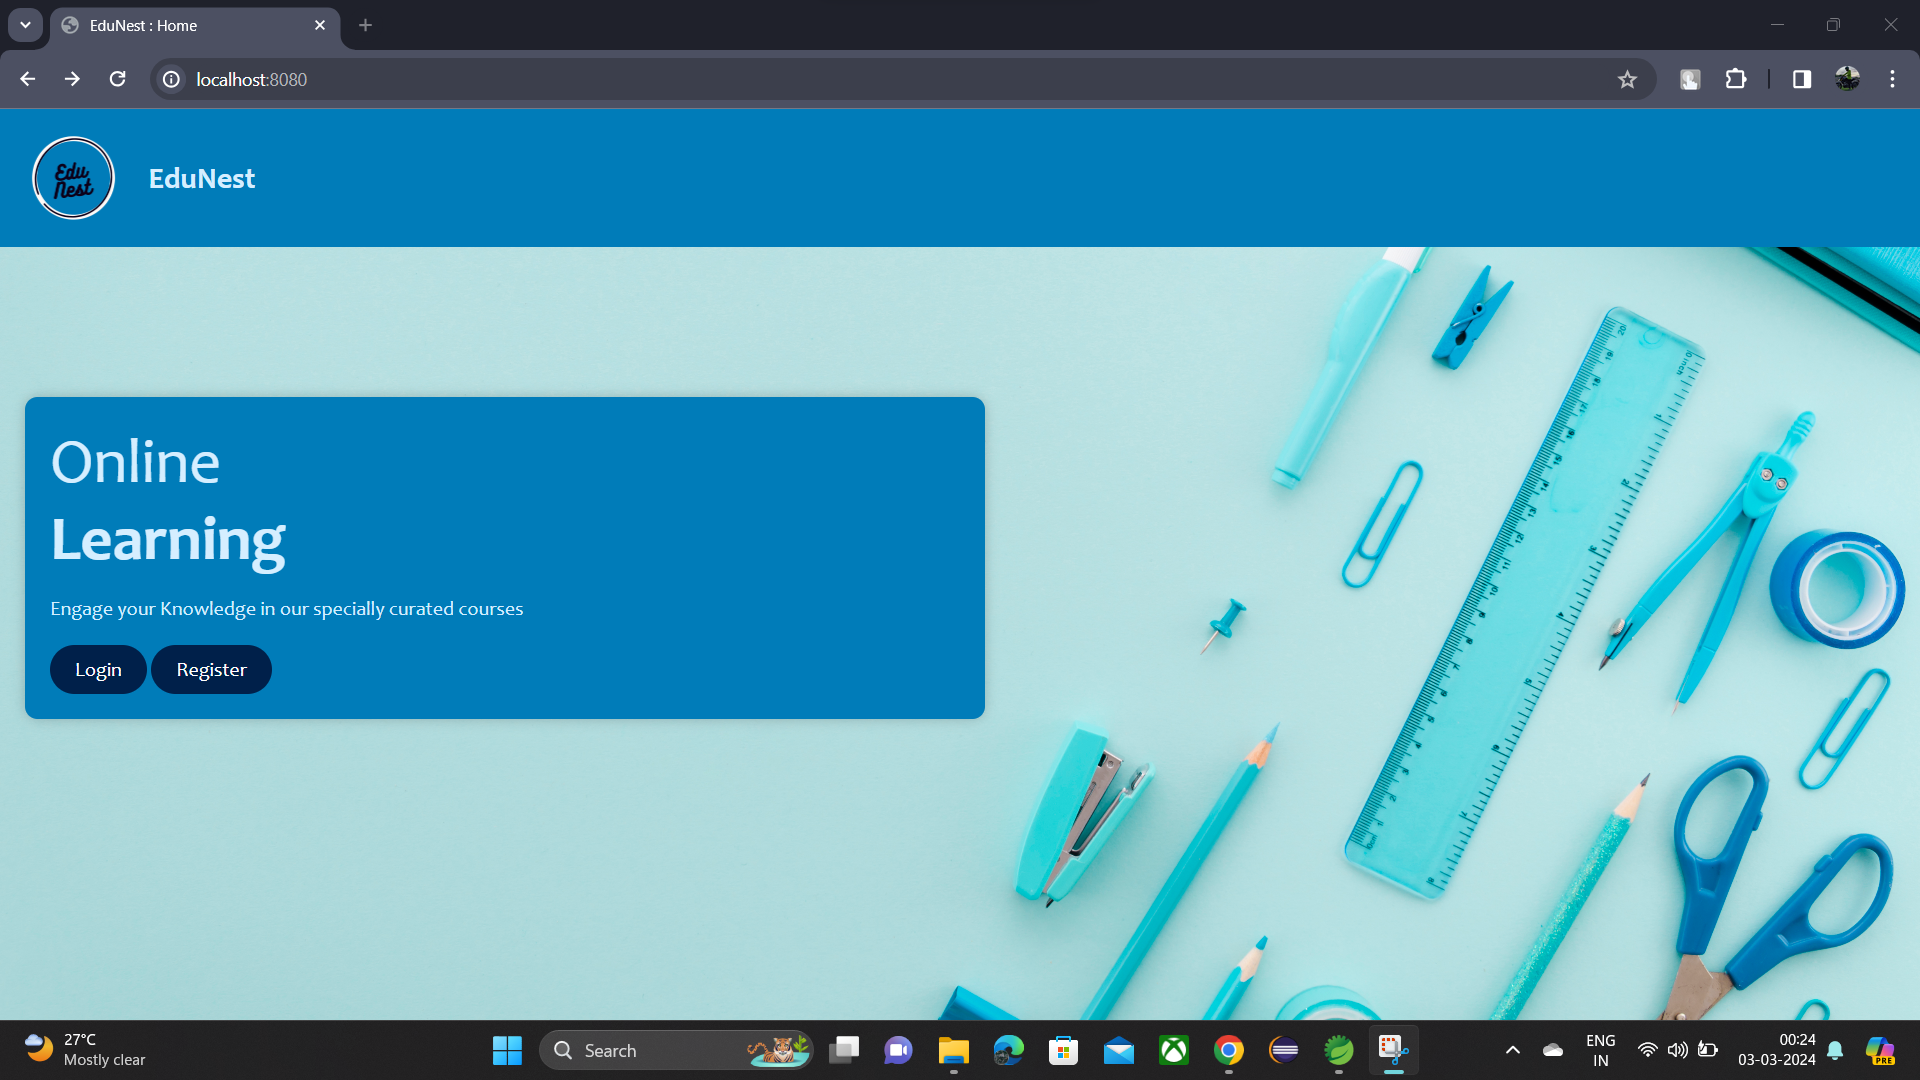 EduNest : Home
localhost:8080
Edu
Nest
EduNest
Online
Learning
Engage your Knowledge in our specially curated courses
Login Register
27°C
Mostly clear
Search
PRE
ENG
IN
00:24
03-03-2024